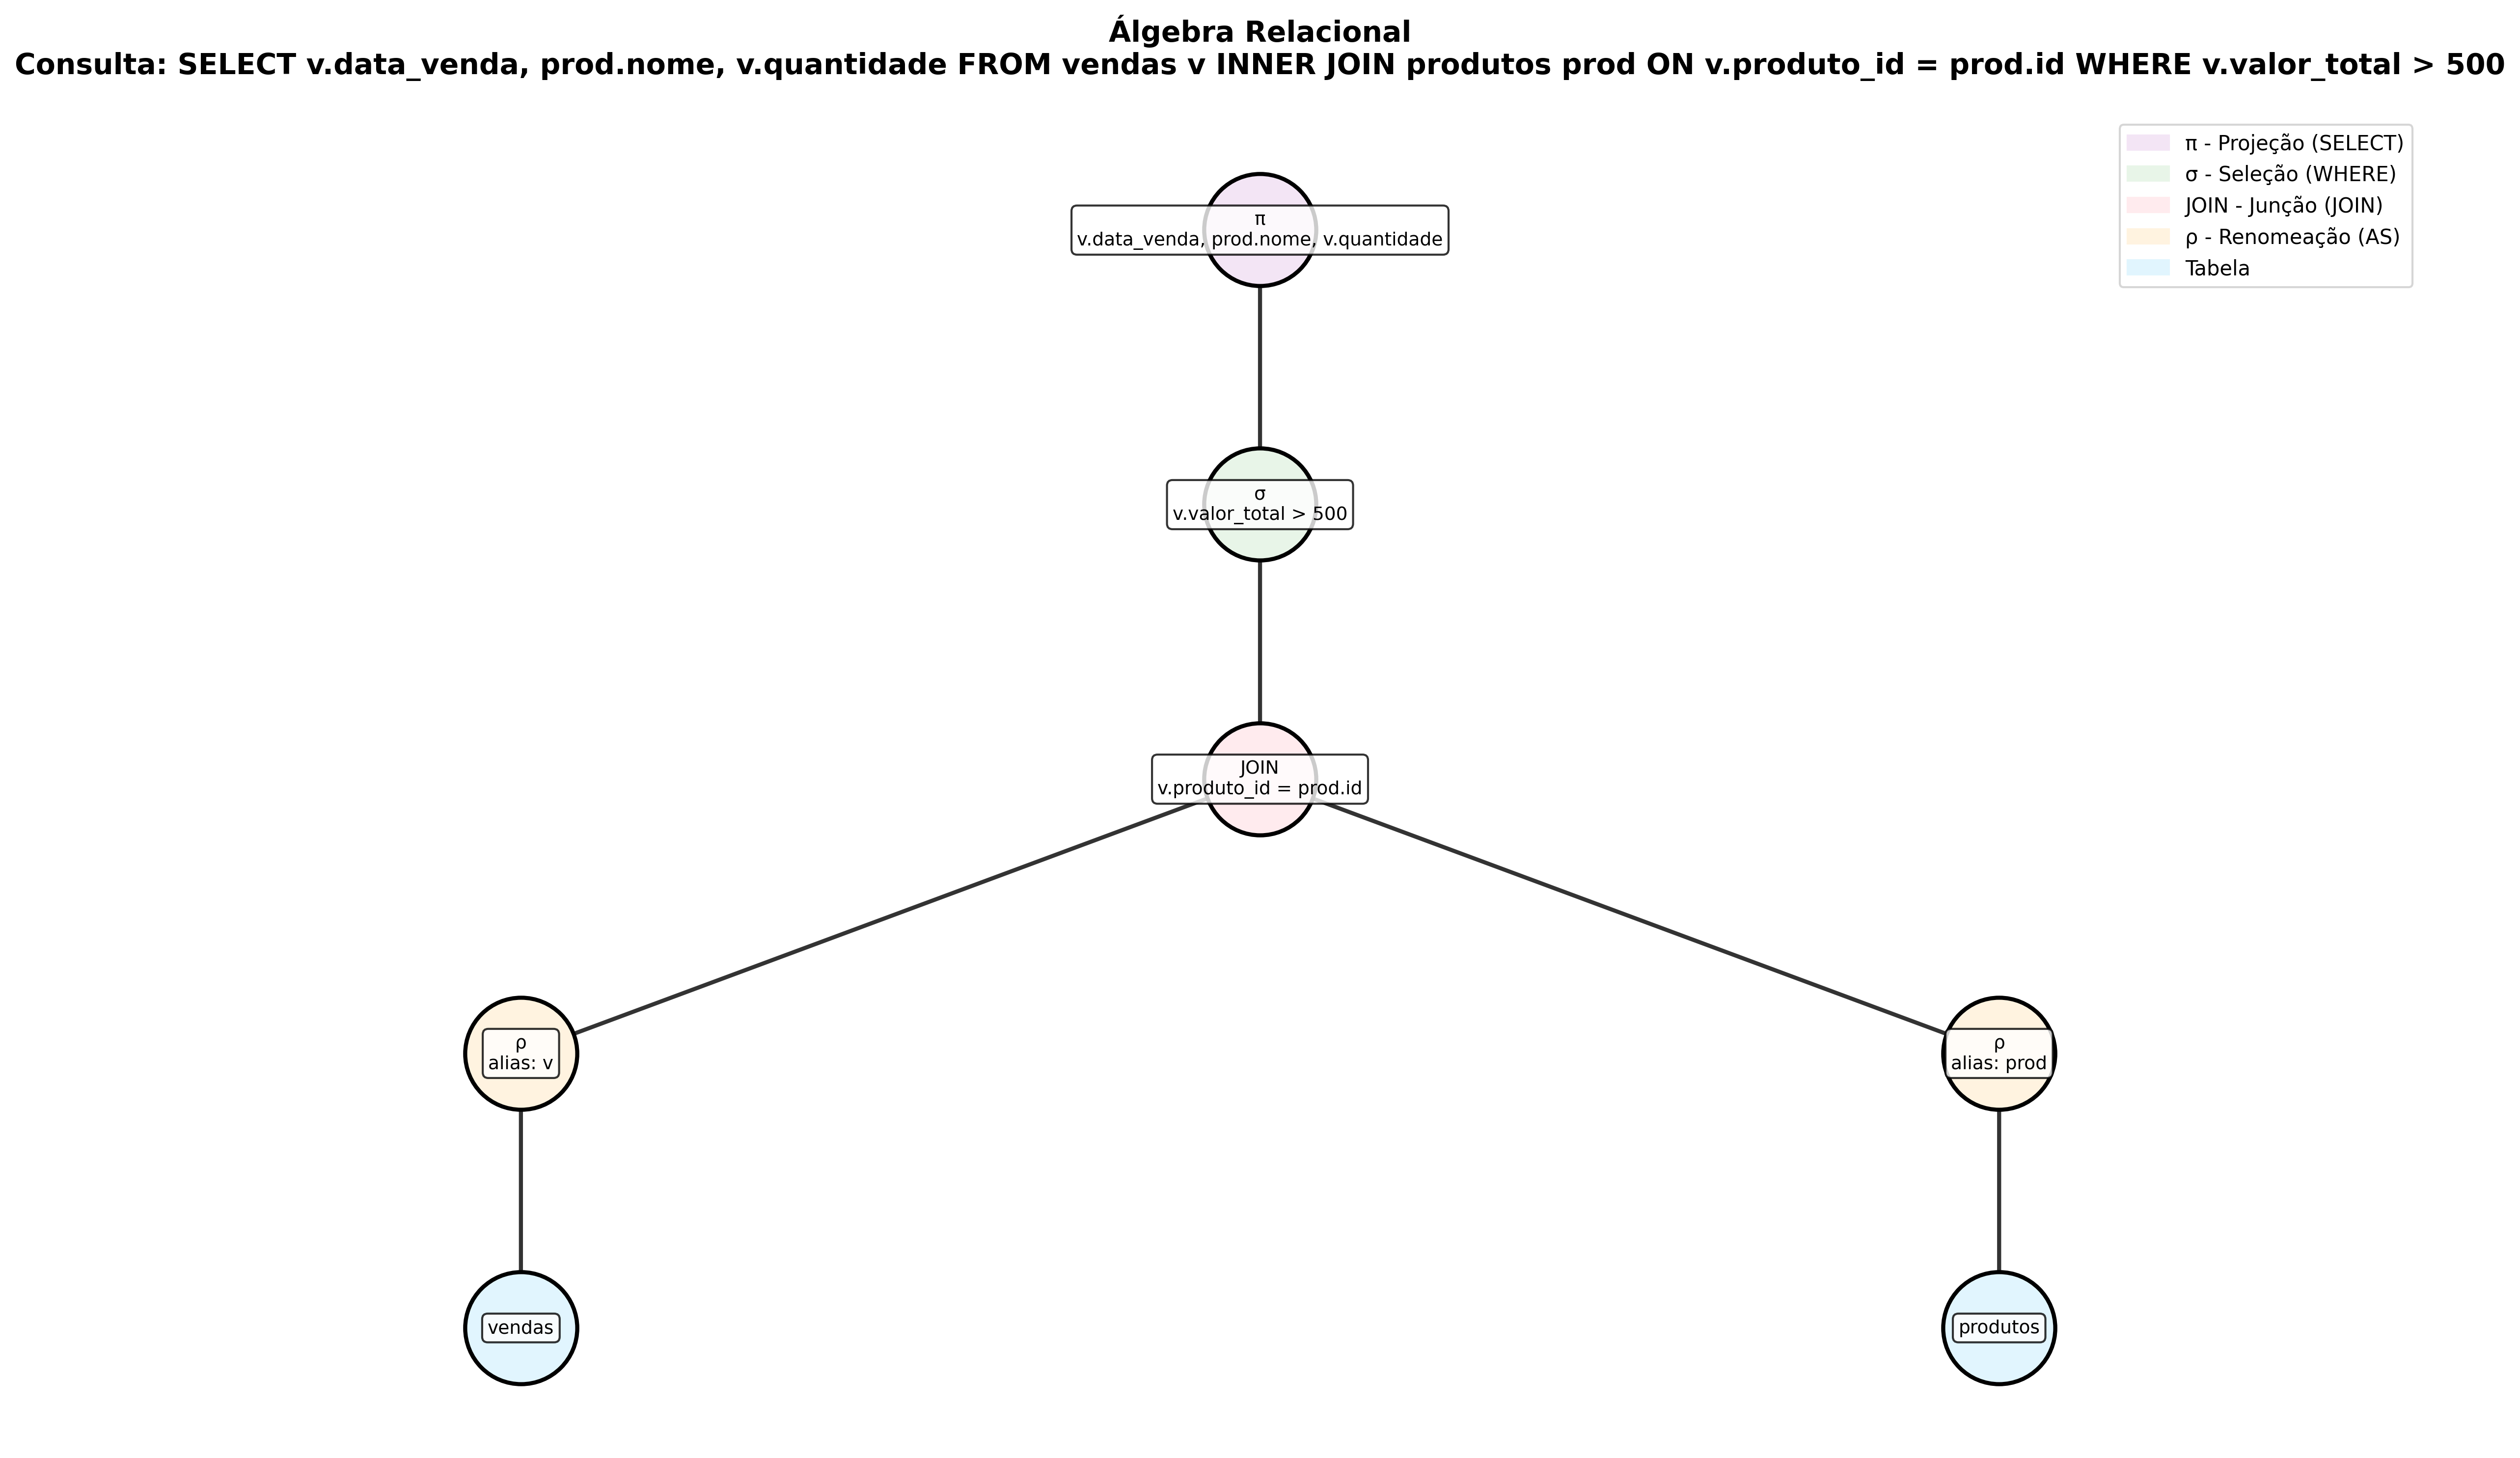 Álgebra Relacional
Consulta: SELECT v.data_venda, prod.nome, v.quantidade FROM vendas v INNER JOIN produtos prod ON v.produto_id = prod.id WHERE v.valor_total > 500
π - Projeção (SELECT)
σ - Seleção (WHERE)
JOIN - Junção (JOIN)
ρ - Renomeação (AS)
Tabela
π
v.data_venda, prod.nome, v.quantidade
σ
v.valor_total > 500
JOIN
v.produto_id = prod.id
ρ
alias: v
ρ
alias: prod
vendas
produtos